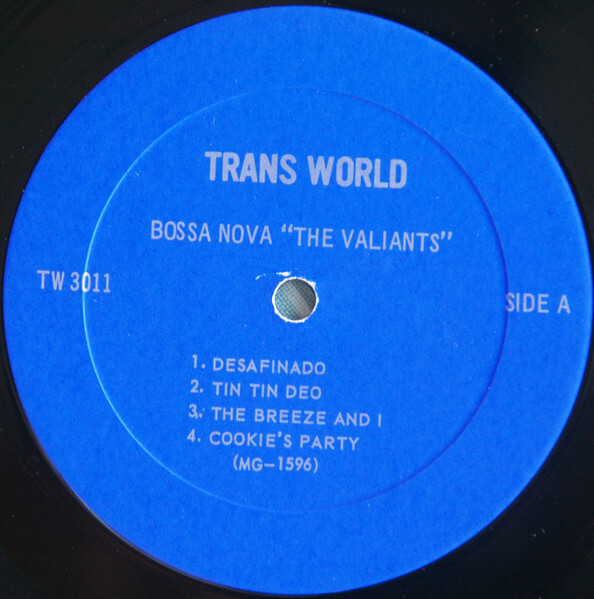 TRANS WORLD
BOSSA NOVA "THE VALIANTS"
TW 3011
SIDE A
1. DESAFINADO
2. TIN TIN DEO
3. THE BREEZE AND I
4. COOKIE'S PARTY
(MG-1596)